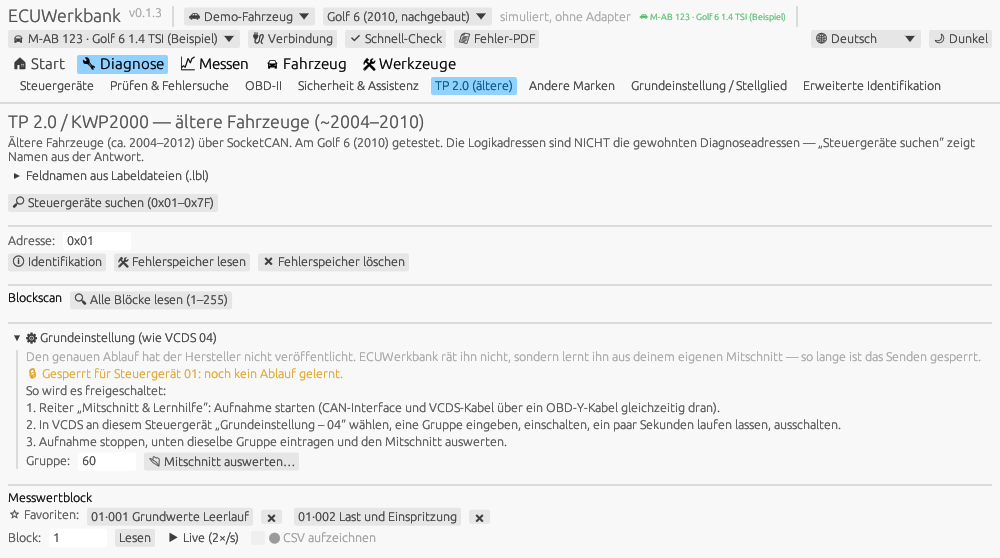 ECUWerkbank v0.1.3 Demo-Fahrzeug Golf 6 (2010, nachgebaut) simuliert, ohne Adapter M-AB 123 · Golf 6 1.4 TSI (Beispiel)
M-AB 123 · Golf 6 1.4 TSI (Beispiel) Verbindung Schnell-Check Fehler-PDF Deutsch Dunkel
Start Diagnose Messen Fahrzeug Werkzeuge
Steuergeräte Prüfen & Fehlersuche OBD-II Sicherheit & Assistenz TP 2.0 (ältere) Andere Marken Grundeinstellung / Stellglied Erweiterte Identifikation
TP 2.0 / KWP2000 — ältere Fahrzeuge (~2004–2010)
Ältere Fahrzeuge (ca. 2004–2012) über SocketCAN. Am Golf 6 (2010) getestet. Die Logikadressen sind NICHT die gewohnten Diagnoseadressen — „Steuergeräte suchen“ zeigt
Namen aus der Antwort.
Feldnamen aus Labeldateien (.lbl)
Steuergeräte suchen (0x01–0x7F)
Adresse: 0x01
Identifikation Fehlerspeicher lesen Fehlerspeicher löschen
Blockscan Alle Blöcke lesen (1–255)
Grundeinstellung (wie VCDS 04)
Den genauen Ablauf hat der Hersteller nicht veröffentlicht. ECUWerkbank rät ihn nicht, sondern lernt ihn aus deinem eigenen Mitschnitt — so lange ist das Senden gesperrt.
Gesperrt für Steuergerät 01: noch kein Ablauf gelernt.
So wird es freigeschaltet:
1. Reiter „Mitschnitt & Lernhilfe“: Aufnahme starten (CAN-Interface und VCDS-Kabel über ein OBD-Y-Kabel gleichzeitig dran).
2. In VCDS an diesem Steuergerät „Grundeinstellung – 04“ wählen, eine Gruppe eingeben, einschalten, ein paar Sekunden laufen lassen, ausschalten.
3. Aufnahme stoppen, unten dieselbe Gruppe eintragen und den Mitschnitt auswerten.
Gruppe: 60 Mitschnitt auswerten…
Messwertblock
Favoriten: 01·001 Grundwerte Leerlauf 01·002 Last und Einspritzung
Block: 1 Lesen Live (2×/s) CSV aufzeichnen